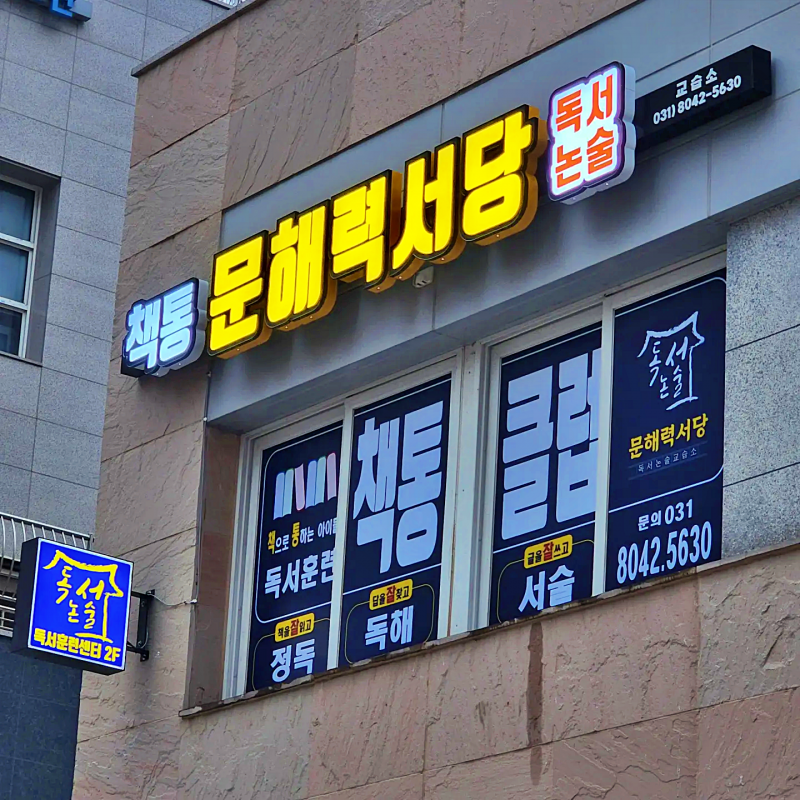 책통 문해력서당
독서
논술
교습소
031) 8042-5630
책으로 통하는 아이들
독서훈련
책을잘읽고
정독
책통
답을잘찾고
독해
클럽
글을잘쓰고
서술
독서
논술
문해력서당
독서논술교습소
문의 031
8042.5630
독서
논술
독서훈련센터 2F